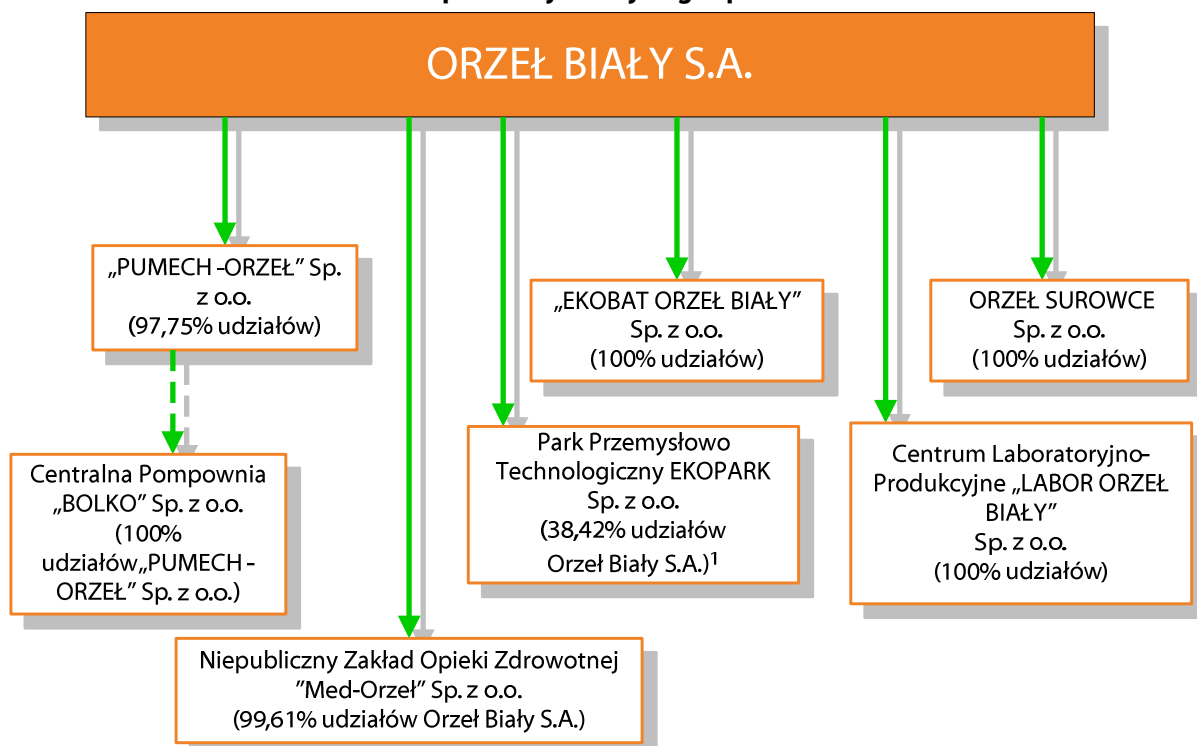 ORZEŁ BIAŁY S.A.
„PUMECH -ORZEŁ” Sp.
z o.o.
(97,75% udziałów)
„EKOBAT ORZEŁ BIAŁY”
Sp. z o.o.
(100% udziałów)
ORZEŁ SUROWCE
Sp. z o.o.
(100% udziałów)
Centralna Pompownia
„BOLKO” Sp. z o.o.
(100%
udziałów„PUMECH -
ORZEŁ” Sp. z o.o.)
Park Przemysłowo
Technologiczny EKOPARK
Sp. z o.o.
(38,42% udziałów
Orzeł Biały S.A.)¹
Centrum Laboratoryjno-
Produkcyjne „LABOR ORZEŁ
BIAŁY”
Sp. z o.o.
(100% udziałów)
Niepubliczny Zakład Opieki Zdrowotnej
”Med-Orzeł” Sp. z o.o.
(99,61% udziałów Orzeł Biały S.A.)